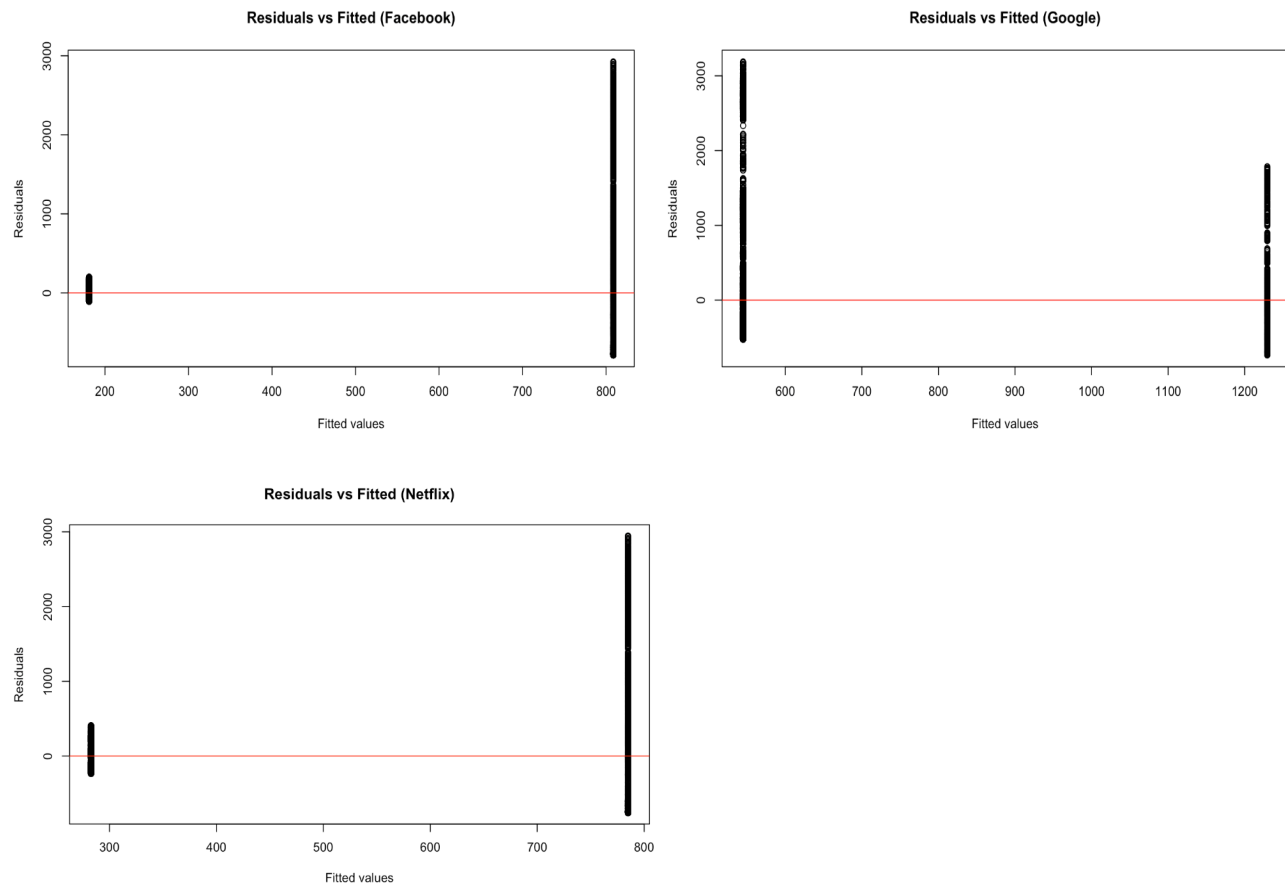 Residuals vs Fitted (Facebook)
3000
2000
1000
0
Residuals
200 300 400 500 600 700 800
Fitted values
Residuals vs Fitted (Google)
3000
2000
1000
0
Residuals
600 700 800 900 1000 1100 1200
Fitted values
Residuals vs Fitted (Netflix)
3000
2000
1000
0
Residuals
300 400 500 600 700 800
Fitted values